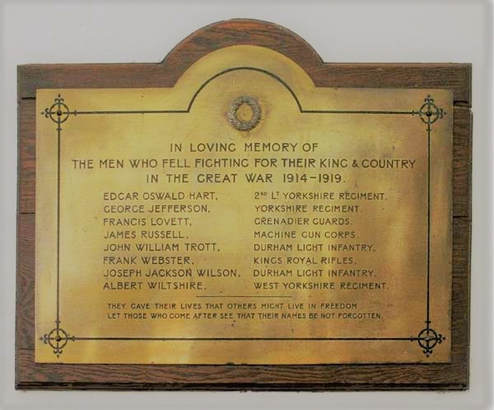 IN LOVING MEMORY OF
THE MEN WHO FELL FIGHTING FOR THEIR KING & COUNTRY
IN THE GREAT WAR 1914-1919.
EDGAR OSWALD HART, 2ND LT YORKSHIRE REGIMENT.
GEORGE JEFFERSON, YORKSHIRE REGIMENT.
FRANCIS LOVETT, GRENADIER GUARDS.
JAMES RUSSELL, MACHINE GUN CORPS.
JOHN WILLIAM TROTT, DURHAM LIGHT INFANTRY,
FRANK WEBSTER, KINGS ROYAL RIFLES,
JOSEPH JACKSON WILSON, DURHAM LIGHT INFANTRY,
ALBERT WILTSHIRE, WEST YORKSHIRE REGIMENT.
THEY GAVE THEIR LIVES THAT OTHERS MIGHT LIVE IN FREEDOM
LET THOSE WHO COME AFTER SEE THAT THEIR NAMES BE NOT FORGOTTEN.